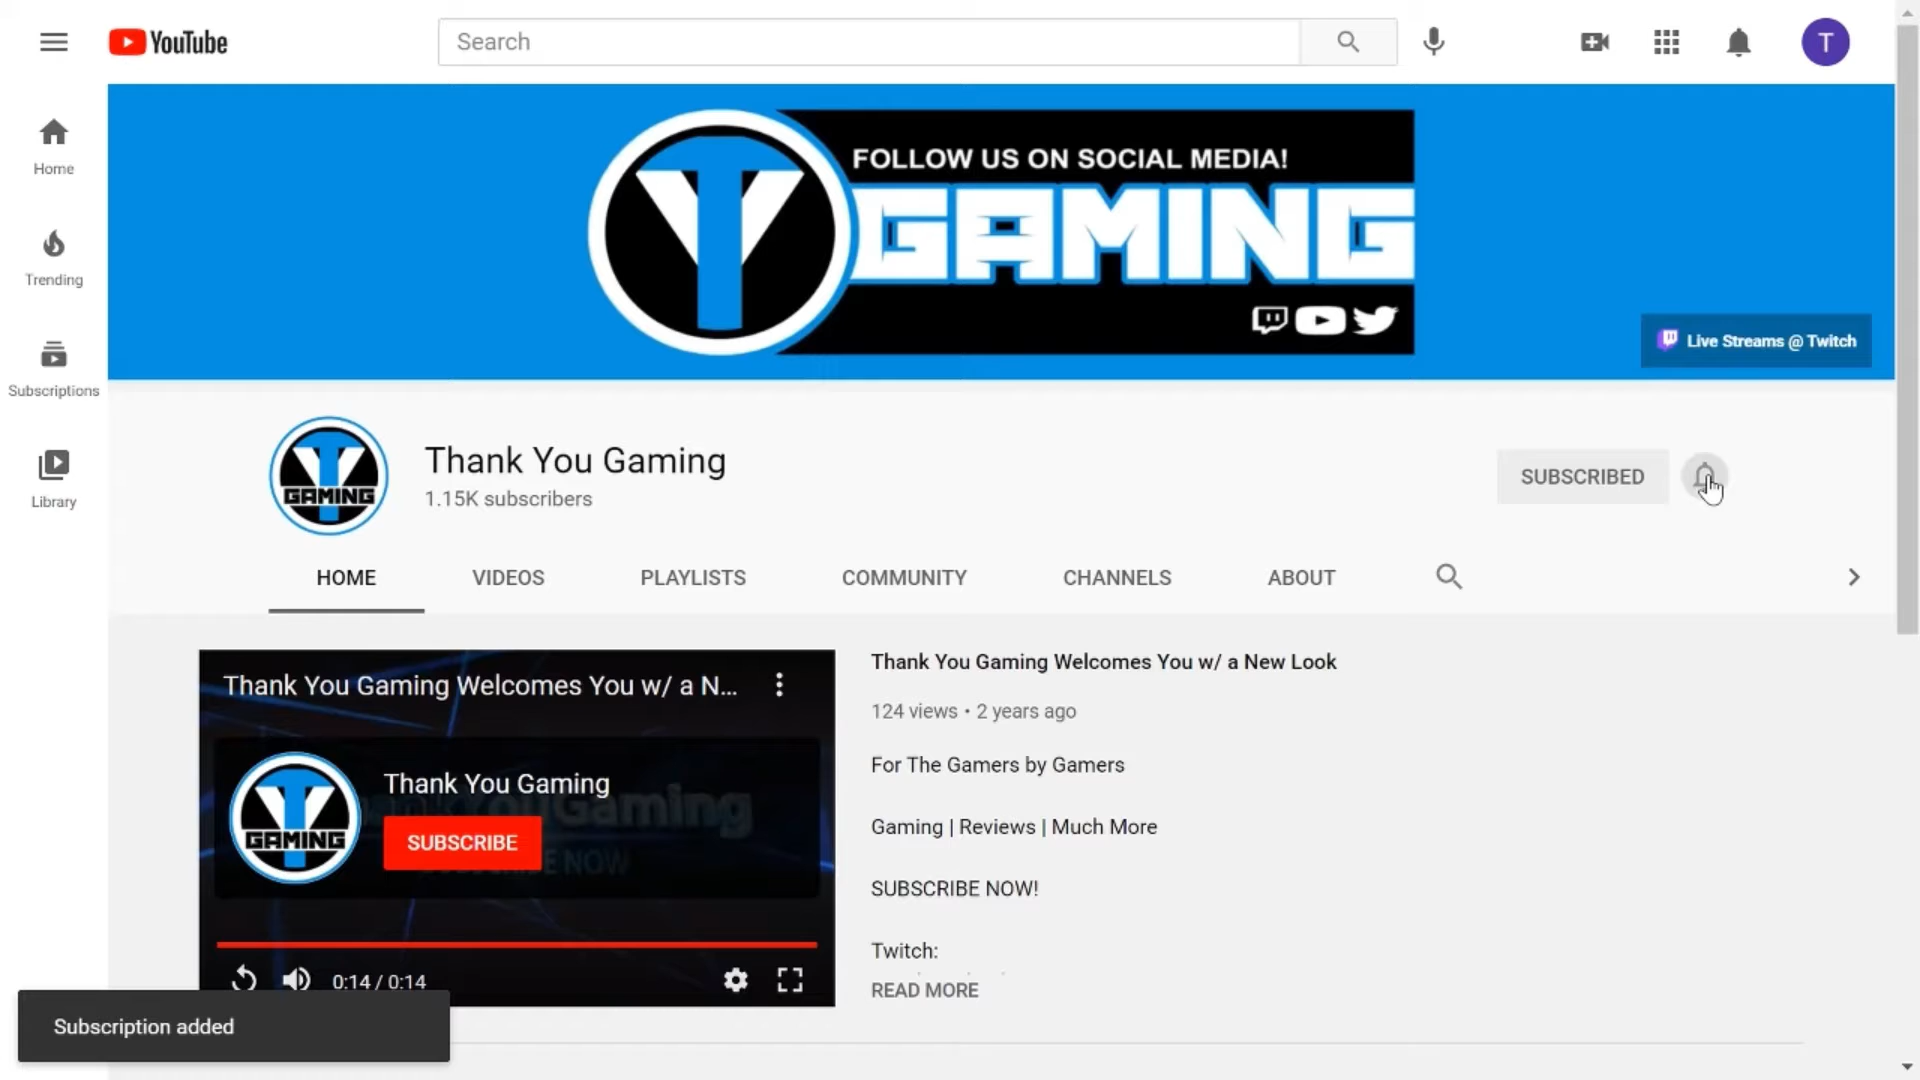 YouTube
Search
T
Home
Trending
Subscriptions
Library
FOLLOW US ON SOCIAL MEDIA!
TY GAMING
Live Streams @ Twitch
GAMING
Thank You Gaming
1.15K subscribers
SUBSCRIBED
HOME VIDEOS PLAYLISTS COMMUNITY CHANNELS ABOUT
Thank You Gaming Welcomes You w/ a N...
Thank You Gaming
GAMING
SUBSCRIBE
0:14 / 0:14
Thank You Gaming Welcomes You w/ a New Look
124 views • 2 years ago
For The Gamers by Gamers
Gaming | Reviews | Much More
SUBSCRIBE NOW!
Twitch:
READ MORE
Subscription added